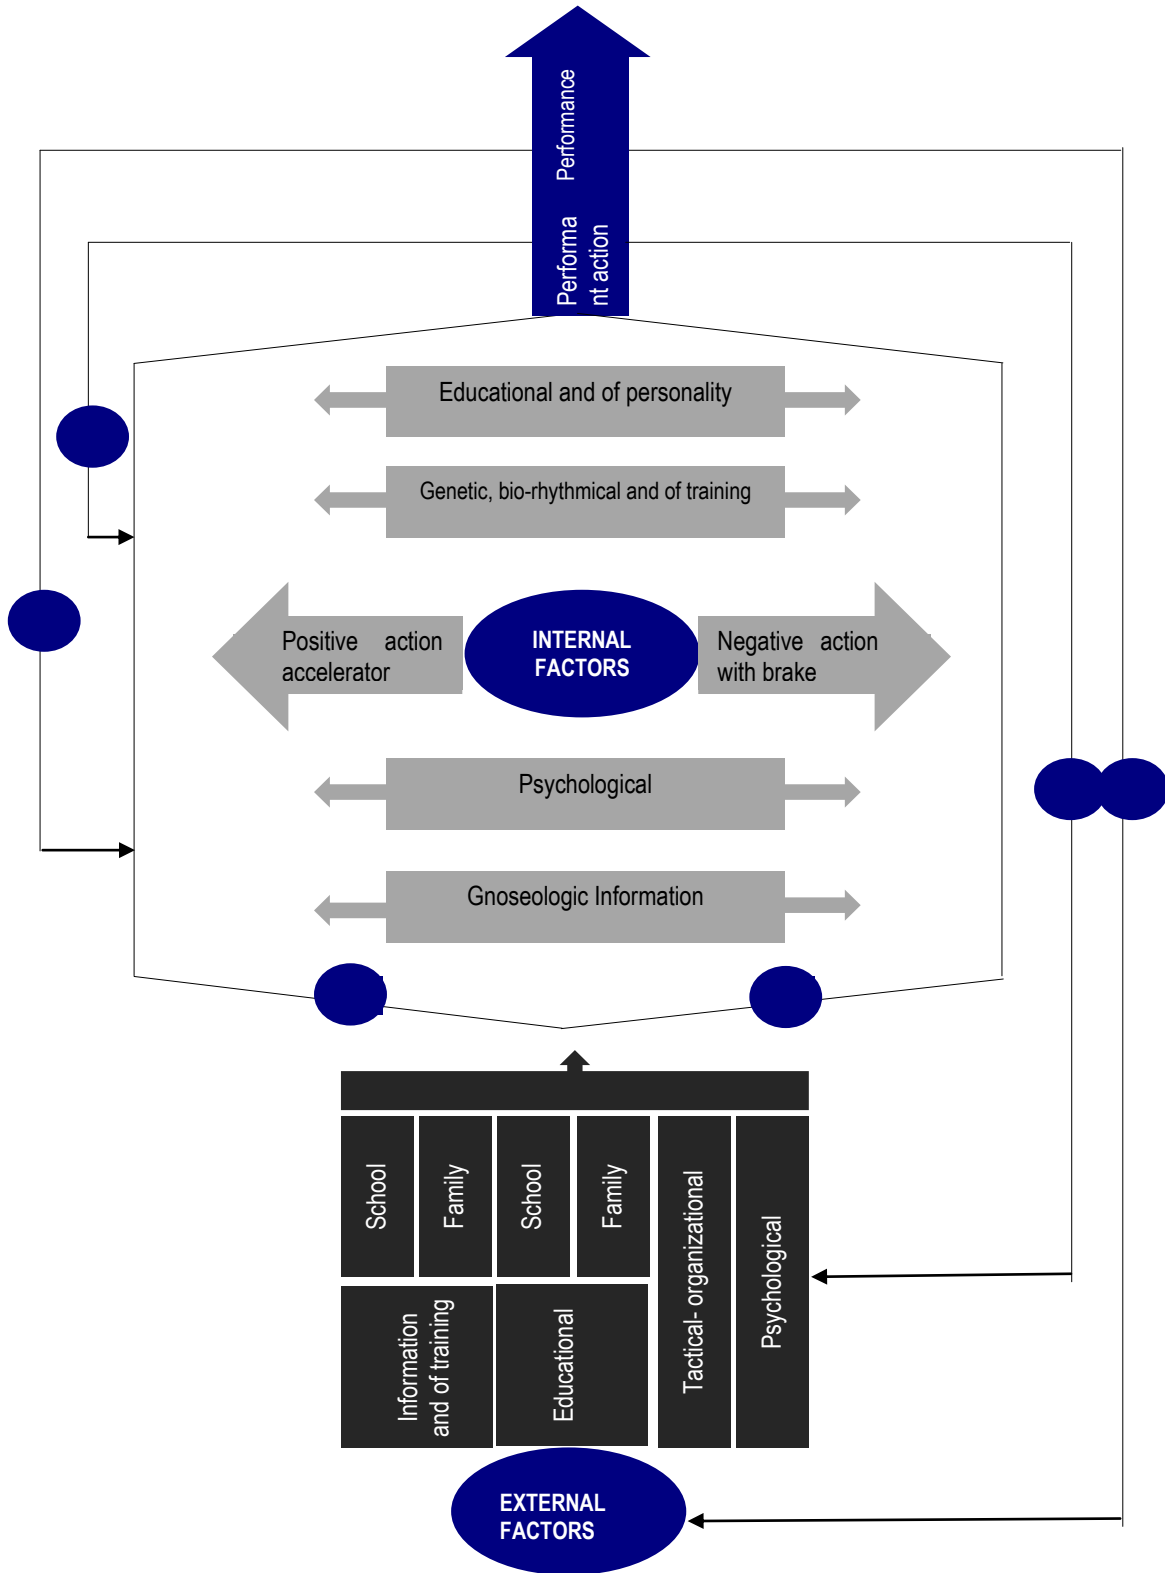 Performance
Performa
nt action
Educational and of personality
Genetic, bio-rhythmical and of training
Positive action
accelerator
INTERNAL
FACTORS
Negative action
with brake
Psychological
Gnoseologic Information
School
Family
School
Family
Tactical- organizational
Psychological
Information
and of training
Educational
EXTERNAL
FACTORS